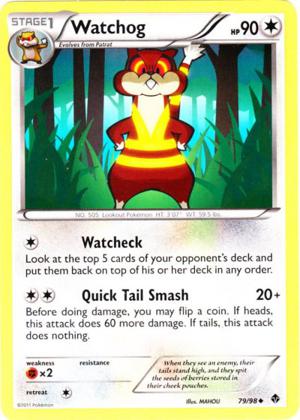 STAGE1 Watchog HP90
Evolves from Patrat
NO. 505 Lookout Pokémon HT: 3'07" WT: 59.5 lbs.
Watcheck
Look at the top 5 cards of your opponent's deck and
put them back on top of his or her deck in any order.
Quick Tail Smash 20+
Before doing damage, you may flip a coin. If heads,
this attack does 60 more damage. If tails, this attack
does nothing.
weakness resistance
×2
retreat
When they see an enemy, their
tails stand high, and they spit
the seeds of berries stored in
their cheek pouches.
Illus. MAHOU 79/98
©2011 Pokémon